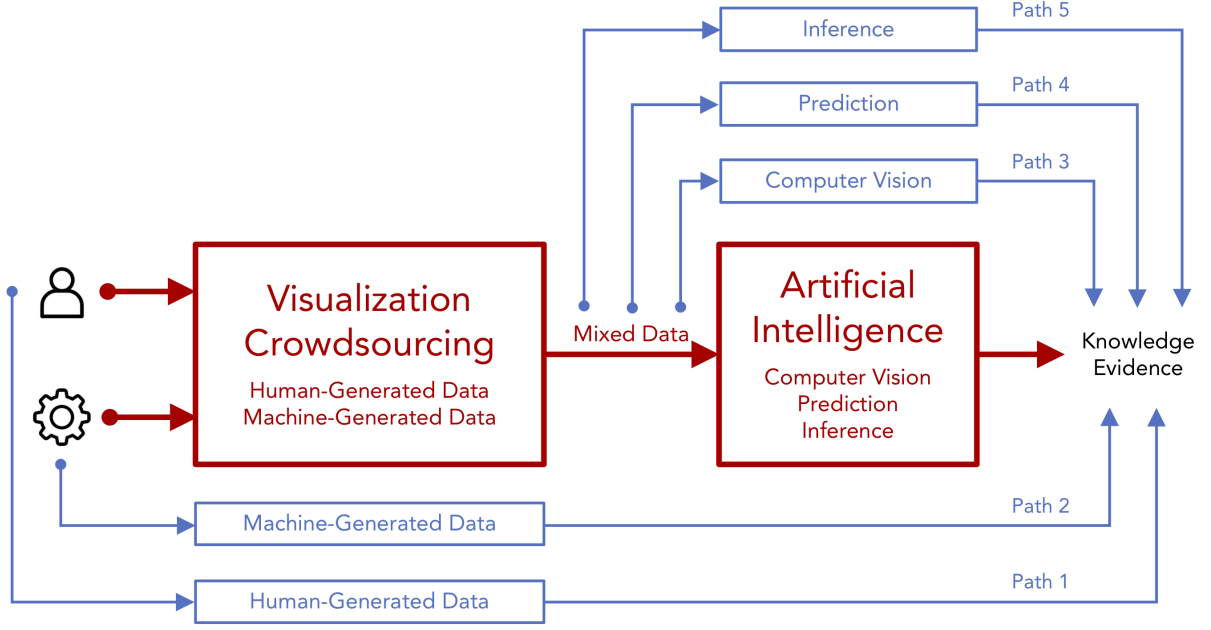 Path 5
Inference
Path 4
Prediction
Path 3
Computer Vision
Visualization
Crowdsourcing
Human-Generated Data
Machine-Generated Data
Mixed Data
Artificial
Intelligence
Computer Vision
Prediction
Inference
Knowledge
Evidence
Path 2
Machine-Generated Data
Path 1
Human-Generated Data